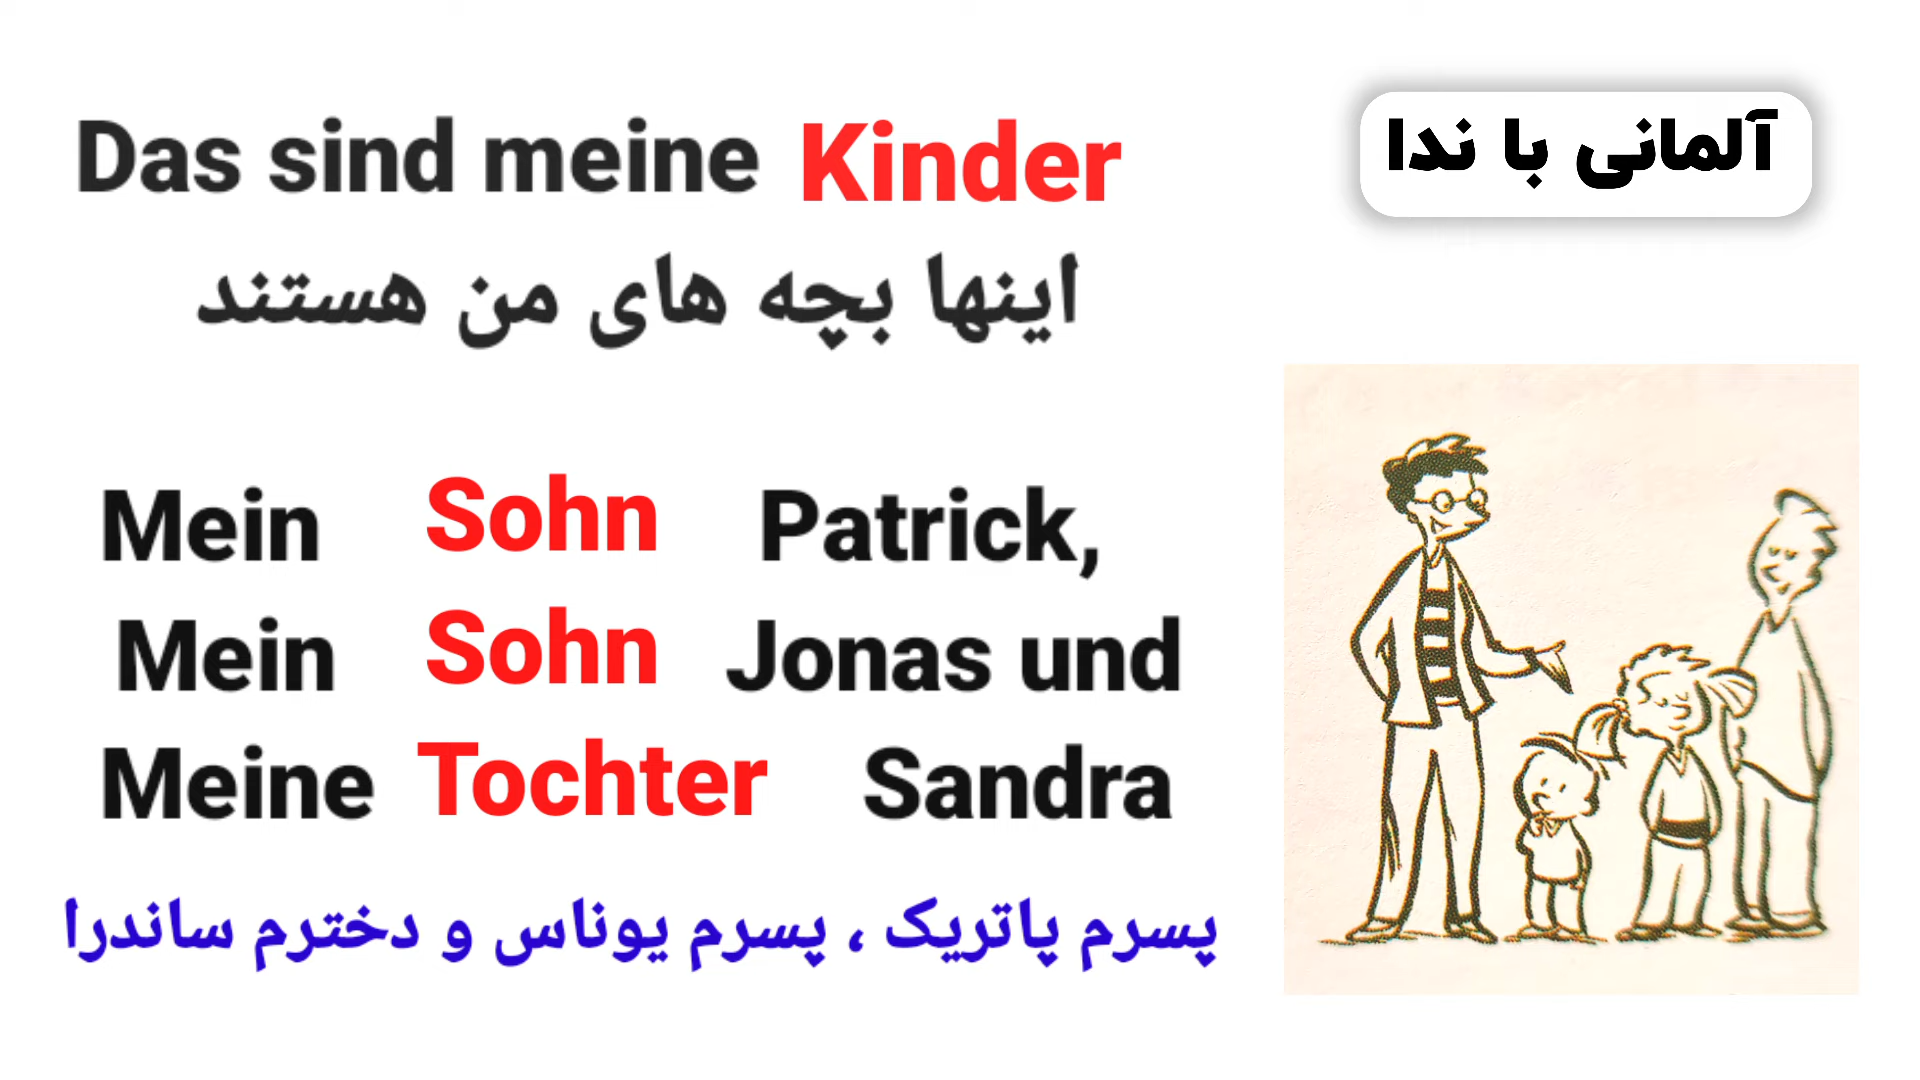 Das sind meine Kinder
آلمانی با ندا
اینها بچه های من هستند
Mein Sohn Patrick,
Mein Sohn Jonas und
Meine Tochter Sandra
پسرم پاتریک ، پسرم یوناس و دخترم ساندرا